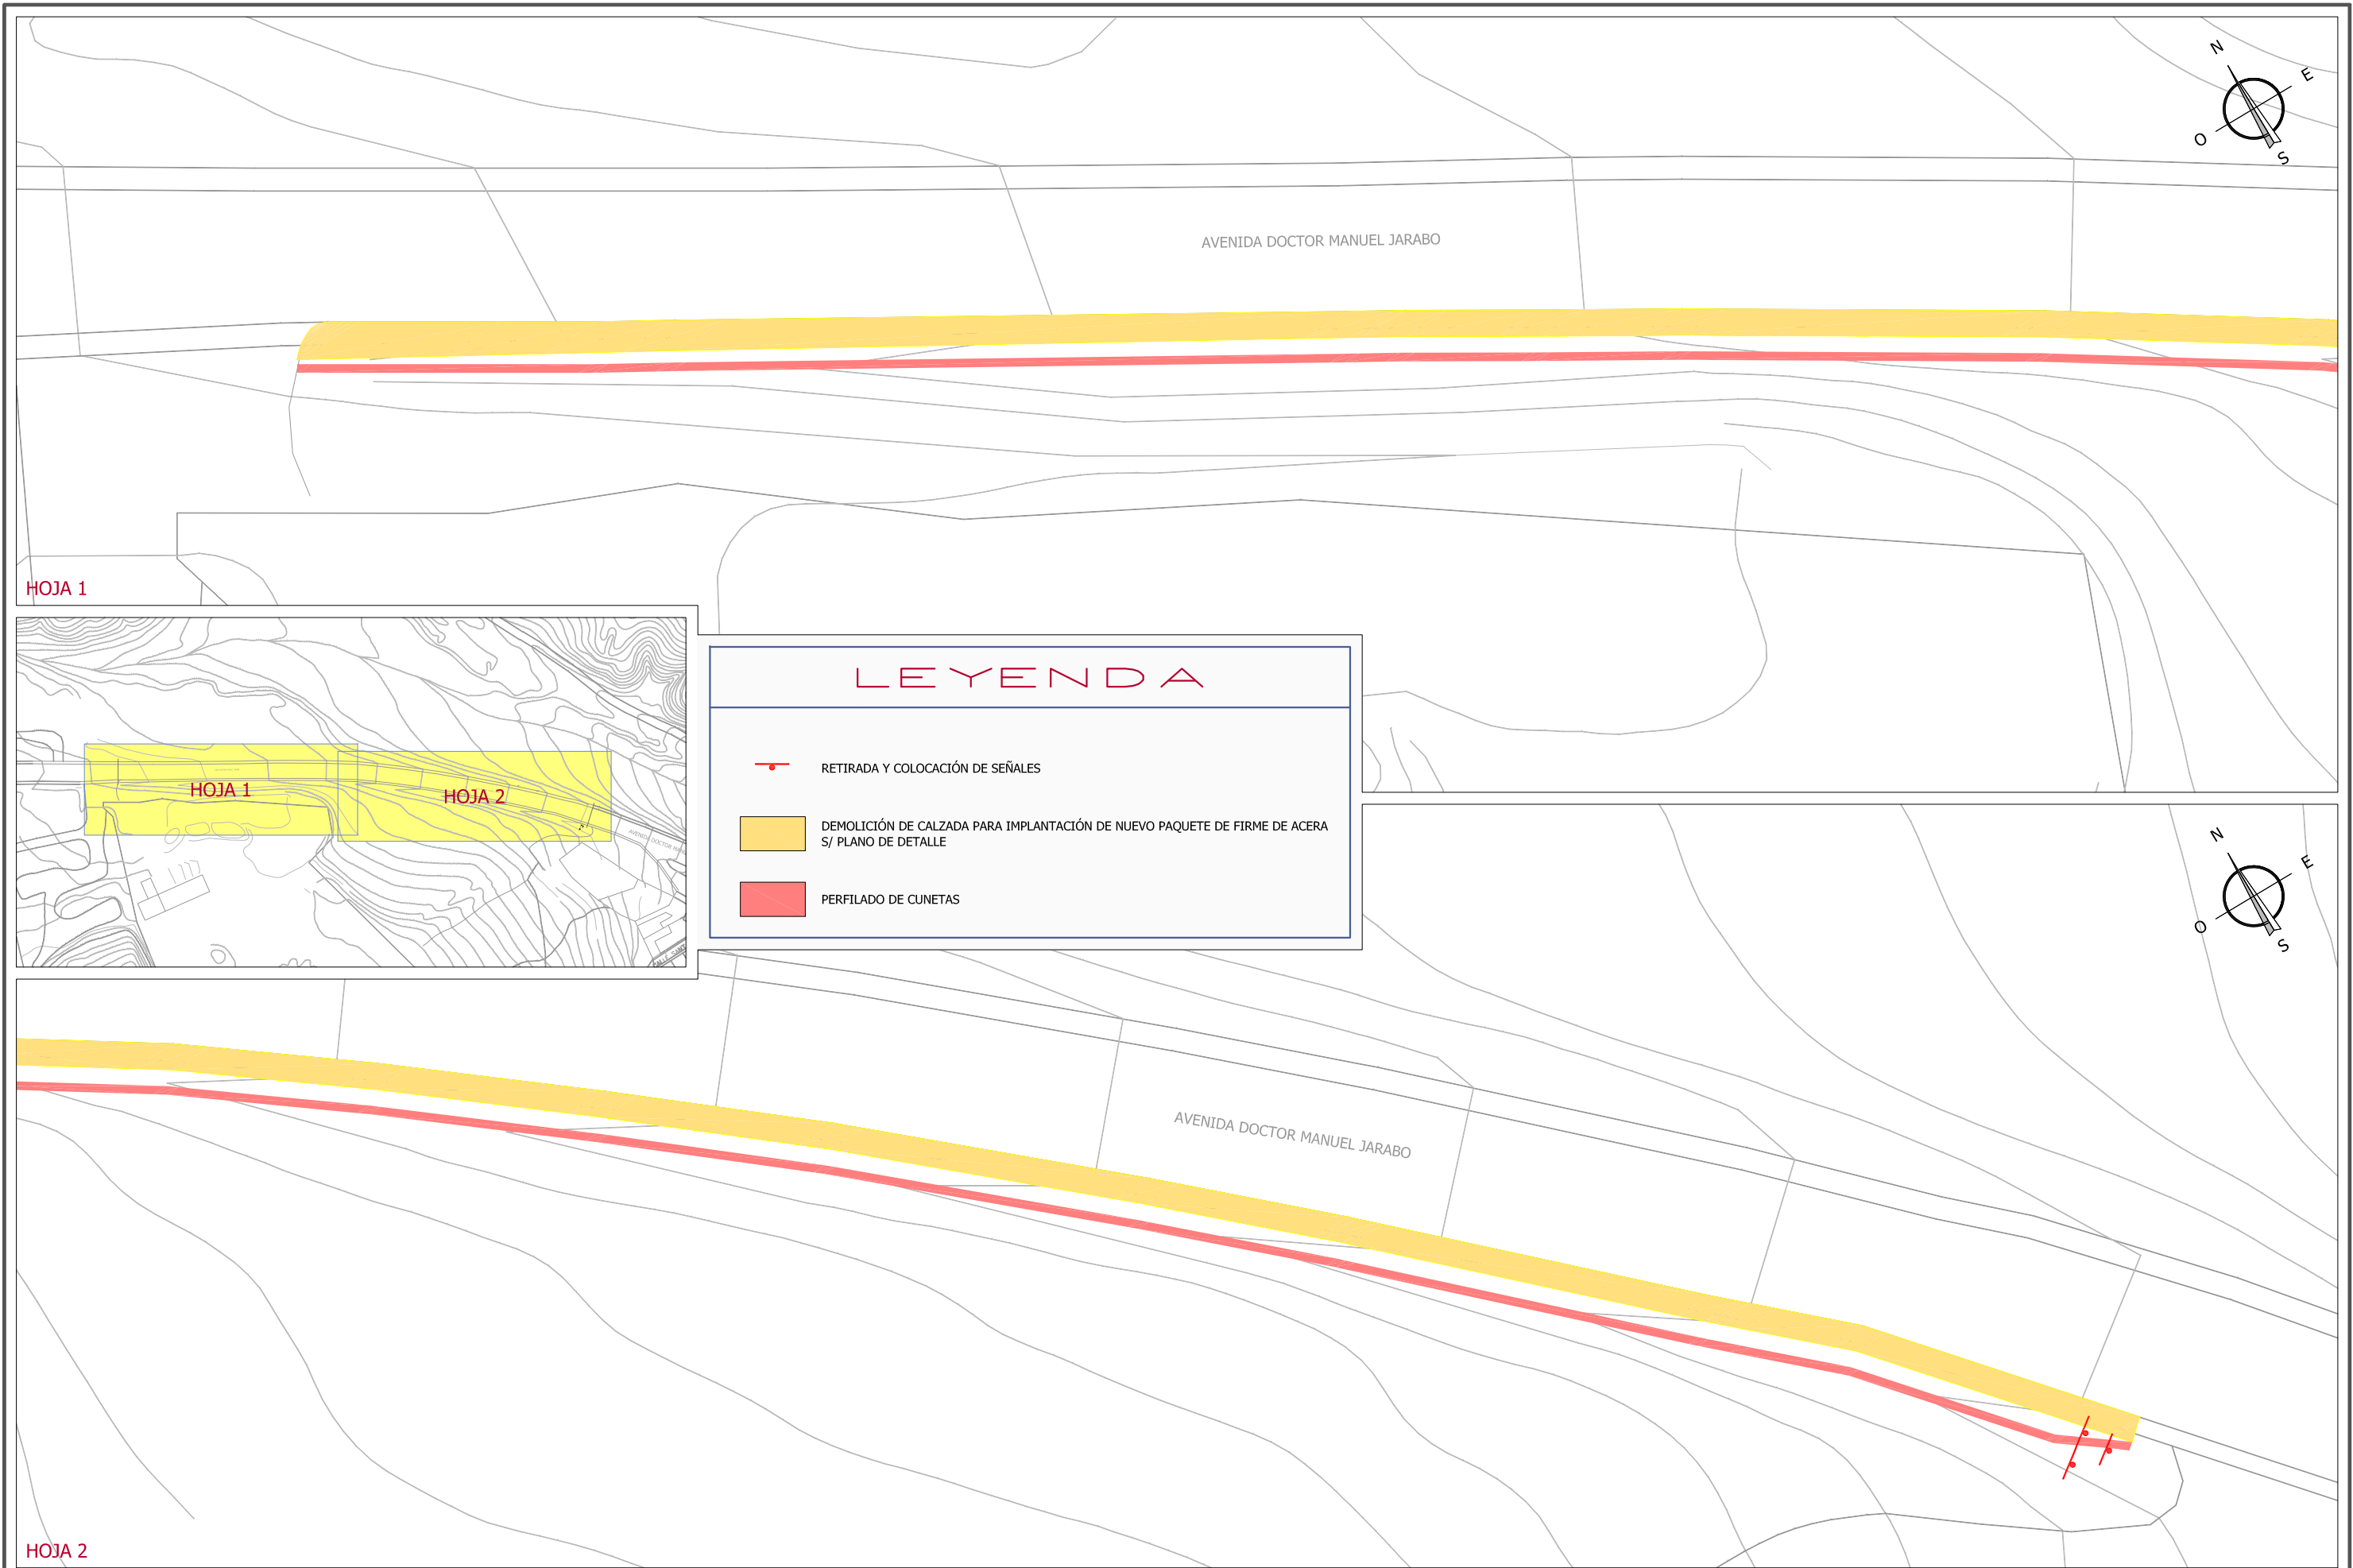 N
E
O
S
AVENIDA DOCTOR MANUEL JARABO
HOJA 1
HOJA 1
HOJA 2
AVENIDA DOCTOR
LEYENDA
RETIRADA Y COLOCACIÓN DE SEÑALES
DEMOLICIÓN DE CALZADA PARA IMPLANTACIÓN DE NUEVO PAQUETE DE FIRME DE ACERA
S/ PLANO DE DETALLE
PERFILADO DE CUNETAS
N
E
O
S
AVENIDA DOCTOR MANUEL JARABO
HOJA 2